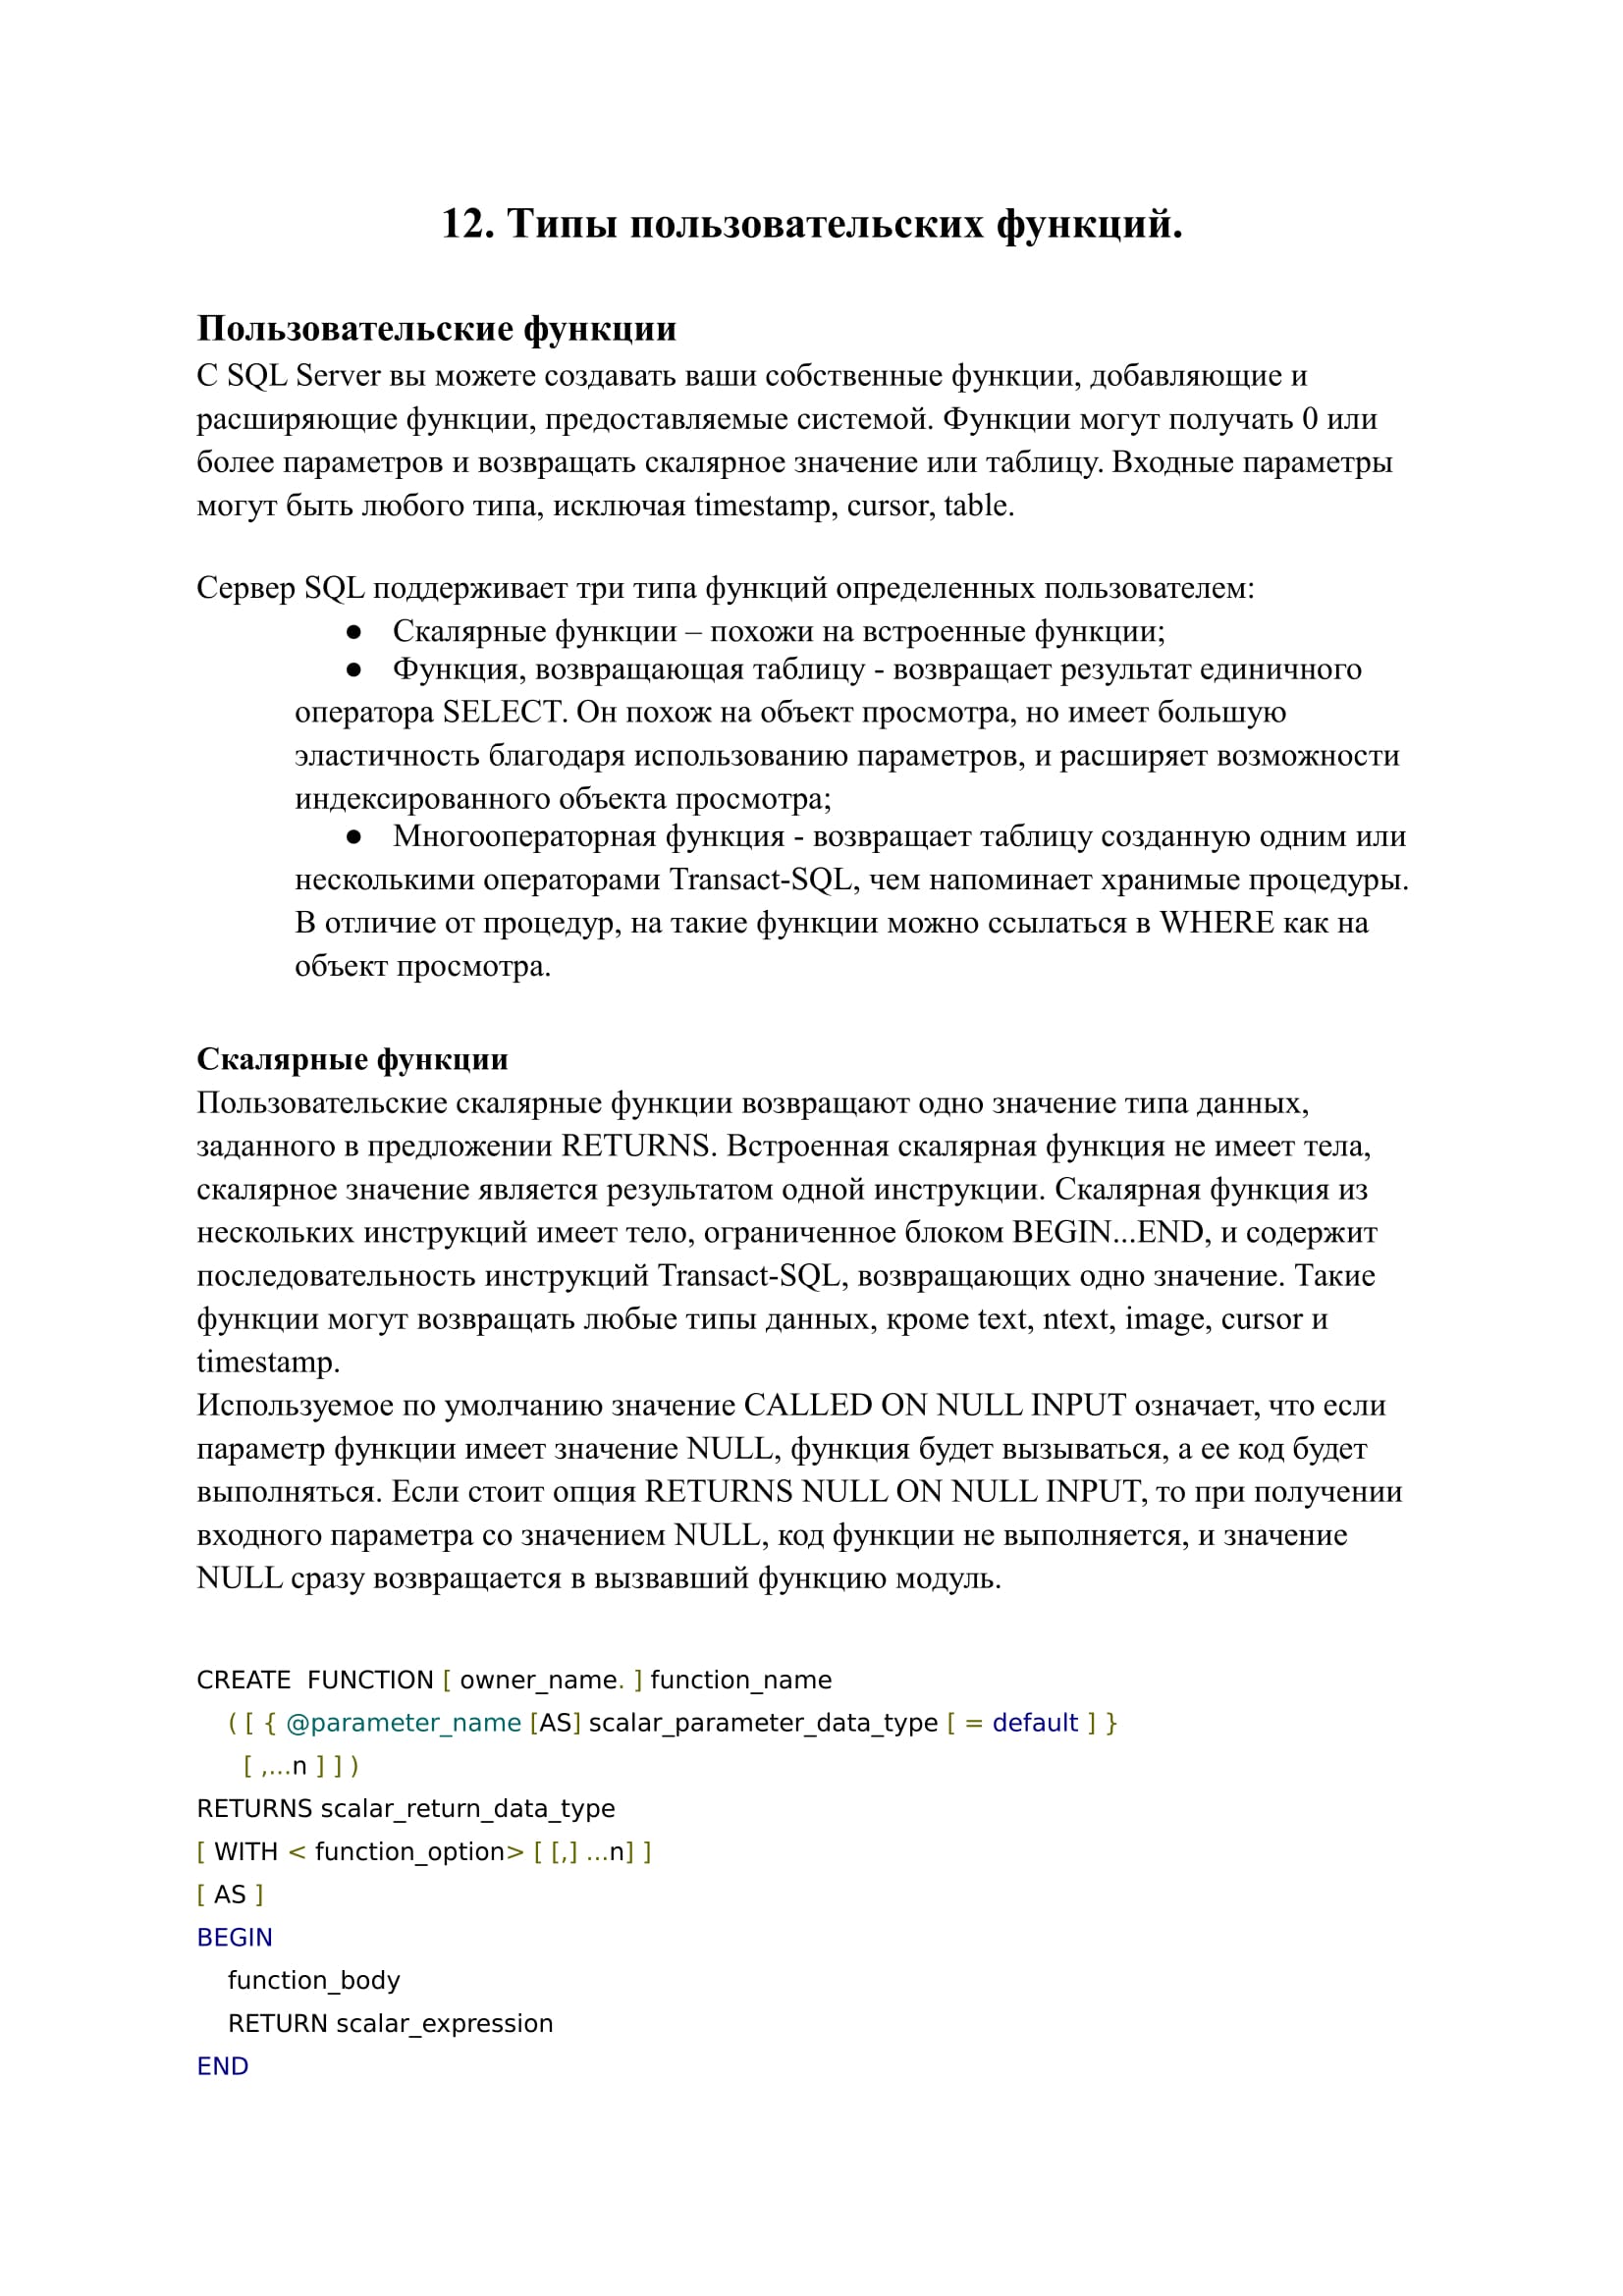 12. Типы пользовательских функций.
Пользовательские функции
С SQL Server вы можете создавать ваши собственные функции, добавляющие и
расширяющие функции, предоставляемые системой. Функции могут получать 0 или
более параметров и возвращать скалярное значение или таблицу. Входные параметры
могут быть любого типа, исключая timestamp, cursor, table.
Сервер SQL поддерживает три типа функций определенных пользователем:
● Скалярные функции – похожи на встроенные функции;
● Функция, возвращающая таблицу - возвращает результат единичного
оператора SELECT. Он похож на объект просмотра, но имеет большую
эластичность благодаря использованию параметров, и расширяет возможности
индексированного объекта просмотра;
● Многооператорная функция - возвращает таблицу созданную одним или
несколькими операторами Transact-SQL, чем напоминает хранимые процедуры.
В отличие от процедур, на такие функции можно ссылаться в WHERE как на
объект просмотра.
Скалярные функции
Пользовательские скалярные функции возвращают одно значение типа данных,
заданного в предложении RETURNS. Встроенная скалярная функция не имеет тела,
скалярное значение является результатом одной инструкции. Скалярная функция из
нескольких инструкций имеет тело, ограниченное блоком BEGIN...END, и содержит
последовательность инструкций Transact-SQL, возвращающих одно значение. Такие
функции могут возвращать любые типы данных, кроме text, ntext, image, cursor и
timestamp.
Используемое по умолчанию значение CALLED ON NULL INPUT означает, что если
параметр функции имеет значение NULL, функция будет вызываться, а ее код будет
выполняться. Если стоит опция RETURNS NULL ON NULL INPUT, то при получении
входного параметра со значением NULL, код функции не выполняется, и значение
NULL сразу возвращается в вызвавший функцию модуль.
CREATE  FUNCTION [ owner_name. ] function_name
( [ { @parameter_name [AS] scalar_parameter_data_type [ = default ] }
[ ,...n ] ] )
RETURNS scalar_return_data_type
[ WITH < function_option> [ [,] ...n] ]
[ AS ]
BEGIN
function_body
RETURN scalar_expression
END